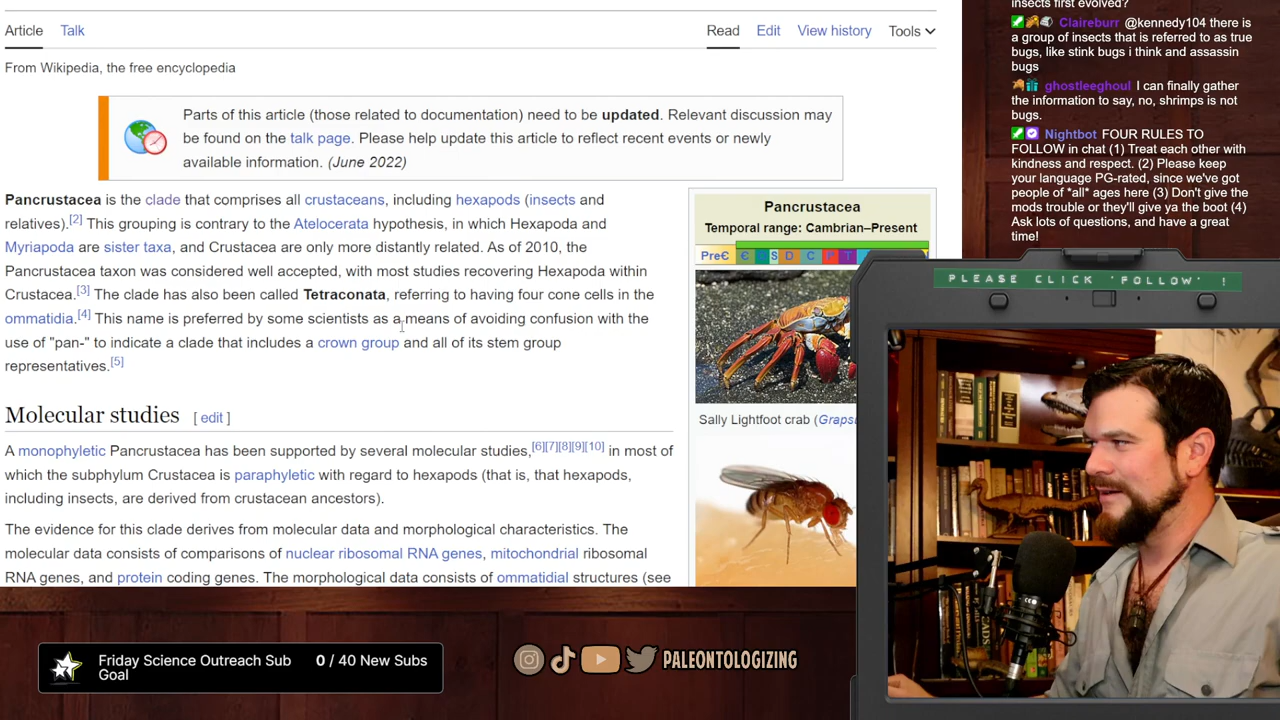 Article Talk Read Edit View history Tools
From Wikipedia, the free encyclopedia
Parts of this article (those related to documentation) need to be updated. Relevant discussion may
be found on the talk page. Please help update this article to reflect recent events or newly
available information. (June 2022)
Pancrustacea is the clade that comprises all crustaceans, including hexapods (insects and
relatives).[2] This grouping is contrary to the Atelocerata hypothesis, in which Hexapoda and
Myriapoda are sister taxa, and Crustacea are only more distantly related. As of 2010, the
Pancrustacea taxon was considered well accepted, with most studies recovering Hexapoda within
Crustacea.[3] The clade has also been called Tetraconata, referring to having four cone cells in the
ommatidia.[4] This name is preferred by some scientists as a means of avoiding confusion with the
use of "pan-" to indicate a clade that includes a crown group and all of its stem group
representatives.[5]
Molecular studies [ edit ]
A monophyletic Pancrustacea has been supported by several molecular studies,[6][7][8][9][10] in most of
which the subphylum Crustacea is paraphyletic with regard to hexapods (that is, that hexapods,
including insects, are derived from crustacean ancestors).
The evidence for this clade derives from molecular data and morphological characteristics. The
molecular data consists of comparisons of nuclear ribosomal RNA genes, mitochondrial ribosomal
RNA genes, and protein coding genes. The morphological data consists of ommatidial structures (see
Pancrustacea
Temporal range: Cambrian–Present
PreꞒ Ꞓ O S D C P T
Sally Lightfoot crab (Graps
insects first evolved?
Claireburr @kennedy104 there is
a group of insects that is referred to as true
bugs, like stink bugs i think and assassin
bugs
ghostleeghoul I can finally gather
the information to say, no, shrimps is not
bugs.
Nightbot FOUR RULES TO
FOLLOW in chat (1) Treat each other with
kindness and respect. (2) Please keep
your language PG-rated, since we've got
people of *all* ages here (3) Don't give the
mods trouble or they'll give ya the boot (4)
Ask lots of questions, and have a great
time!
PLEASE CLICK 'FOLLOW' !
Friday Science Outreach Sub
Goal
0 / 40 New Subs
PALEONTOLOGIZING